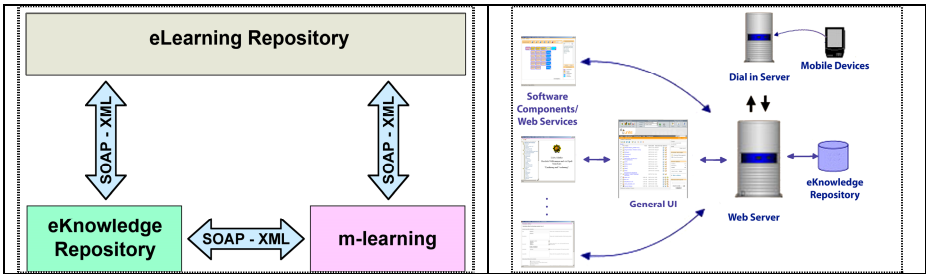 eLearning Repository
SOAP - XML
SOAP - XML
eKnowledge
Repository
SOAP - XML
m-learning
Dial in Server
Mobile Devices
Software
Components/
Web Services
General UI
Web Server
eKnowledge
Repository